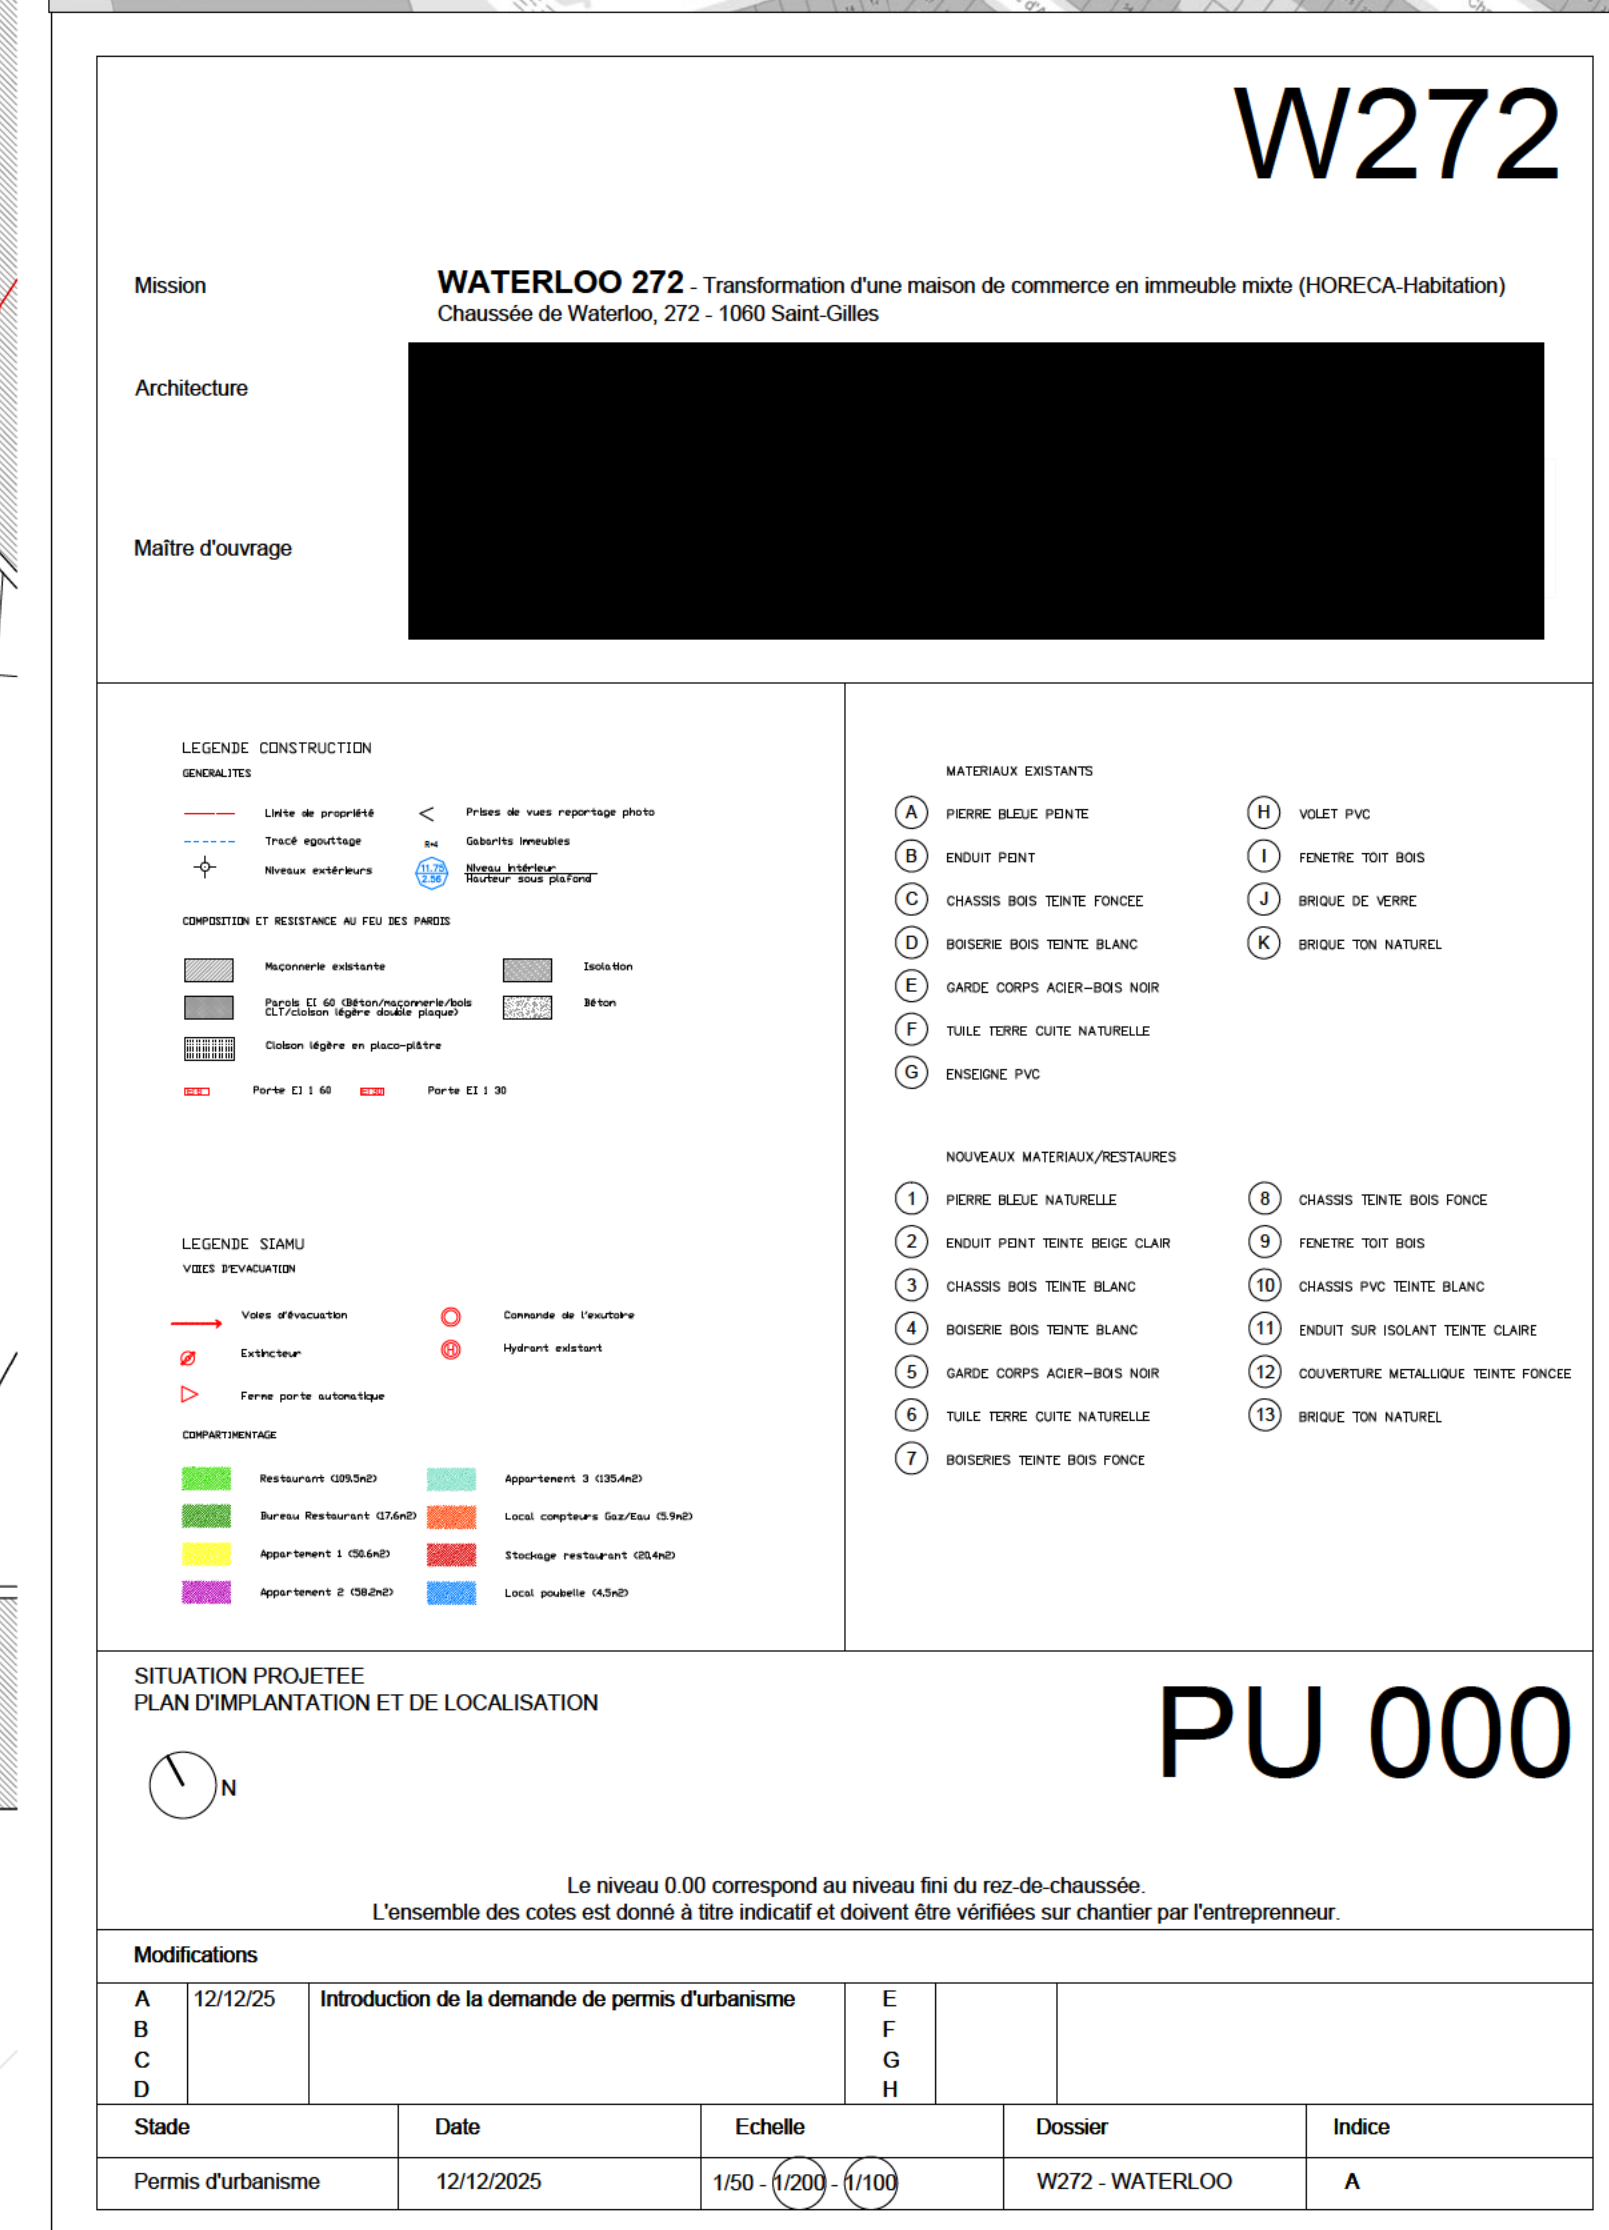 W272
Mission
WATERLOO 272 - Transformation d'une maison de commerce en immeuble mixte (HORECA-Habitation)
Chaussée de Waterloo, 272 - 1060 Saint-Gilles
Architecture
Maître d'ouvrage
LEGENDE CONSTRUCTION
GENERALITES
Limite de propriété
Prises de vues reportage photo
Tracé egouttage
R+4
Gabarits immeubles
Niveaux extérieurs
11.75
2.56
Niveau intérieur
Hauteur sous plafond
COMPOSITION ET RESISTANCE AU FEU DES PAROIS
Maçonnerie existante
Isolation
Parois EI 60 (Béton/maçonnerie/bois
CLT/cloison légère double plaque)
Béton
Cloison légère en placo-plâtre
Porte EI 1 60
EI 30
Porte EI 1 30
LEGENDE SIAMU
VOIES D'EVACUATION
Voies d'évacuation
Commande de l'exutoire
Extincteur
H
Hydrant existant
Ferme porte automatique
COMPARTIMENTAGE
Restaurant (109,5m2)
Appartement 3 (135,4m2)
Bureau Restaurant (17,6m2)
Local compteurs Gaz/Eau (5.9m2)
Appartement 1 (50.6m2)
Stockage restaurant (20,4m2)
Appartement 2 (58.2m2)
Local poubelle (4,5m2)
MATERIAUX EXISTANTS
A PIERRE BLEUE PEINTE
H VOLET PVC
B ENDUIT PEINT
I FENETRE TOIT BOIS
C CHASSIS BOIS TEINTE FONCEE
J BRIQUE DE VERRE
D BOISERIE BOIS TEINTE BLANC
K BRIQUE TON NATUREL
E GARDE CORPS ACIER-BOIS NOIR
F TUILE TERRE CUITE NATURELLE
G ENSEIGNE PVC
NOUVEAUX MATERIAUX/RESTAURES
1 PIERRE BLEUE NATURELLE
8 CHASSIS TEINTE BOIS FONCE
2 ENDUIT PEINT TEINTE BEIGE CLAIR
9 FENETRE TOIT BOIS
3 CHASSIS BOIS TEINTE BLANC
10 CHASSIS PVC TEINTE BLANC
4 BOISERIE BOIS TEINTE BLANC
11 ENDUIT SUR ISOLANT TEINTE CLAIRE
5 GARDE CORPS ACIER-BOIS NOIR
12 COUVERTURE METALLIQUE TEINTE FONCEE
6 TUILE TERRE CUITE NATURELLE
13 BRIQUE TON NATUREL
7 BOISERIES TEINTE BOIS FONCE
SITUATION PROJETEE
PLAN D'IMPLANTATION ET DE LOCALISATION
PU 000
N
Le niveau 0.00 correspond au niveau fini du rez-de-chaussée.
L'ensemble des cotes est donné à titre indicatif et doivent être vérifiées sur chantier par l'entreprenneur.
Modifications
A 12/12/25 Introduction de la demande de permis d'urbanisme E
B F
C G
D H
Stade Date Echelle Dossier Indice
Permis d'urbanisme 12/12/2025 1/50 - 1/200 - 1/100 W272 - WATERLOO A